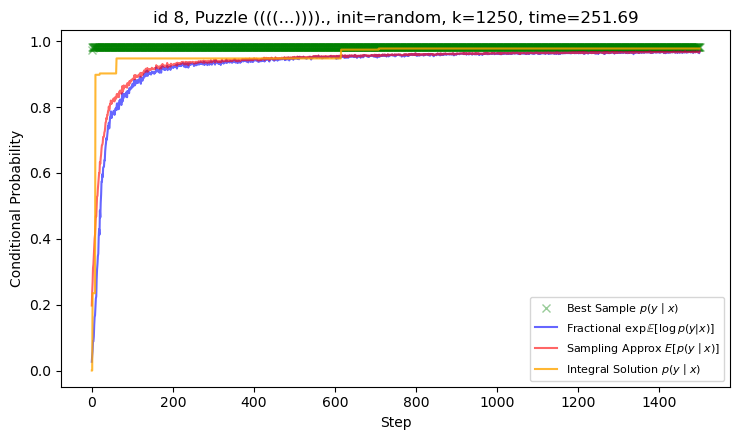 id 8, Puzzle ((((...))))., init=random, k=1250, time=251.69
Conditional Probability
1.0
0.8
0.6
0.4
0.2
0.0
Best Sample p(y | x)
Fractional exp𝔼[log p(y|x)]
Sampling Approx E[p(y | x)]
Integral Solution p(y | x)
0 200 400 600 800 1000 1200 1400
Step